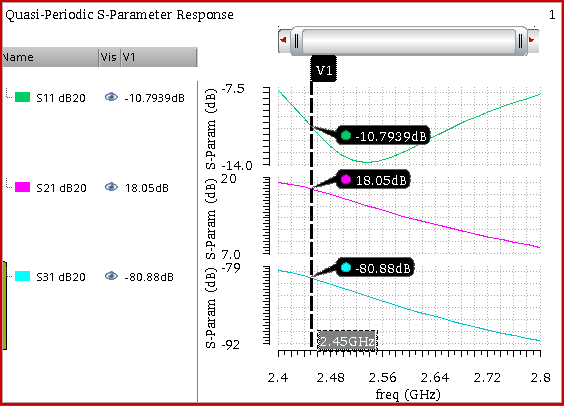 Quasi-Periodic S-Parameter Response 1
Name Vis V1
S11 dB20 -10.7939dB
S21 dB20 18.05dB
S31 dB20 -80.88dB
V1
S-Param (dB)
-7.5
-14.0
-10.7939dB
S-Param (dB)
20
7.0
18.05dB
S-Param (dB)
-79
-92
-80.88dB
2.45GHz
2.4 2.48 2.56 2.64 2.72 2.8
freq (GHz)